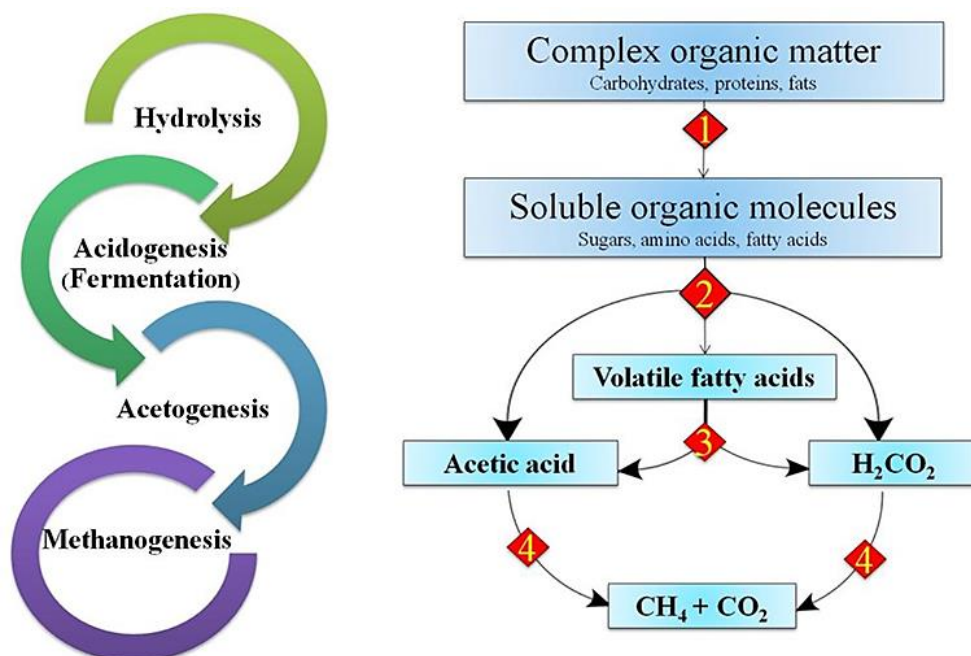 Hydrolysis
Acidogenesis
(Fermentation)
Acetogenesis
Methanogenesis
Complex organic matter
Carbohydrates, proteins, fats
1
Soluble organic molecules
Sugars, amino acids, fatty acids
2
Volatile fatty acids
3
Acetic acid
H₂CO₂
4
4
CH₄ + CO₂